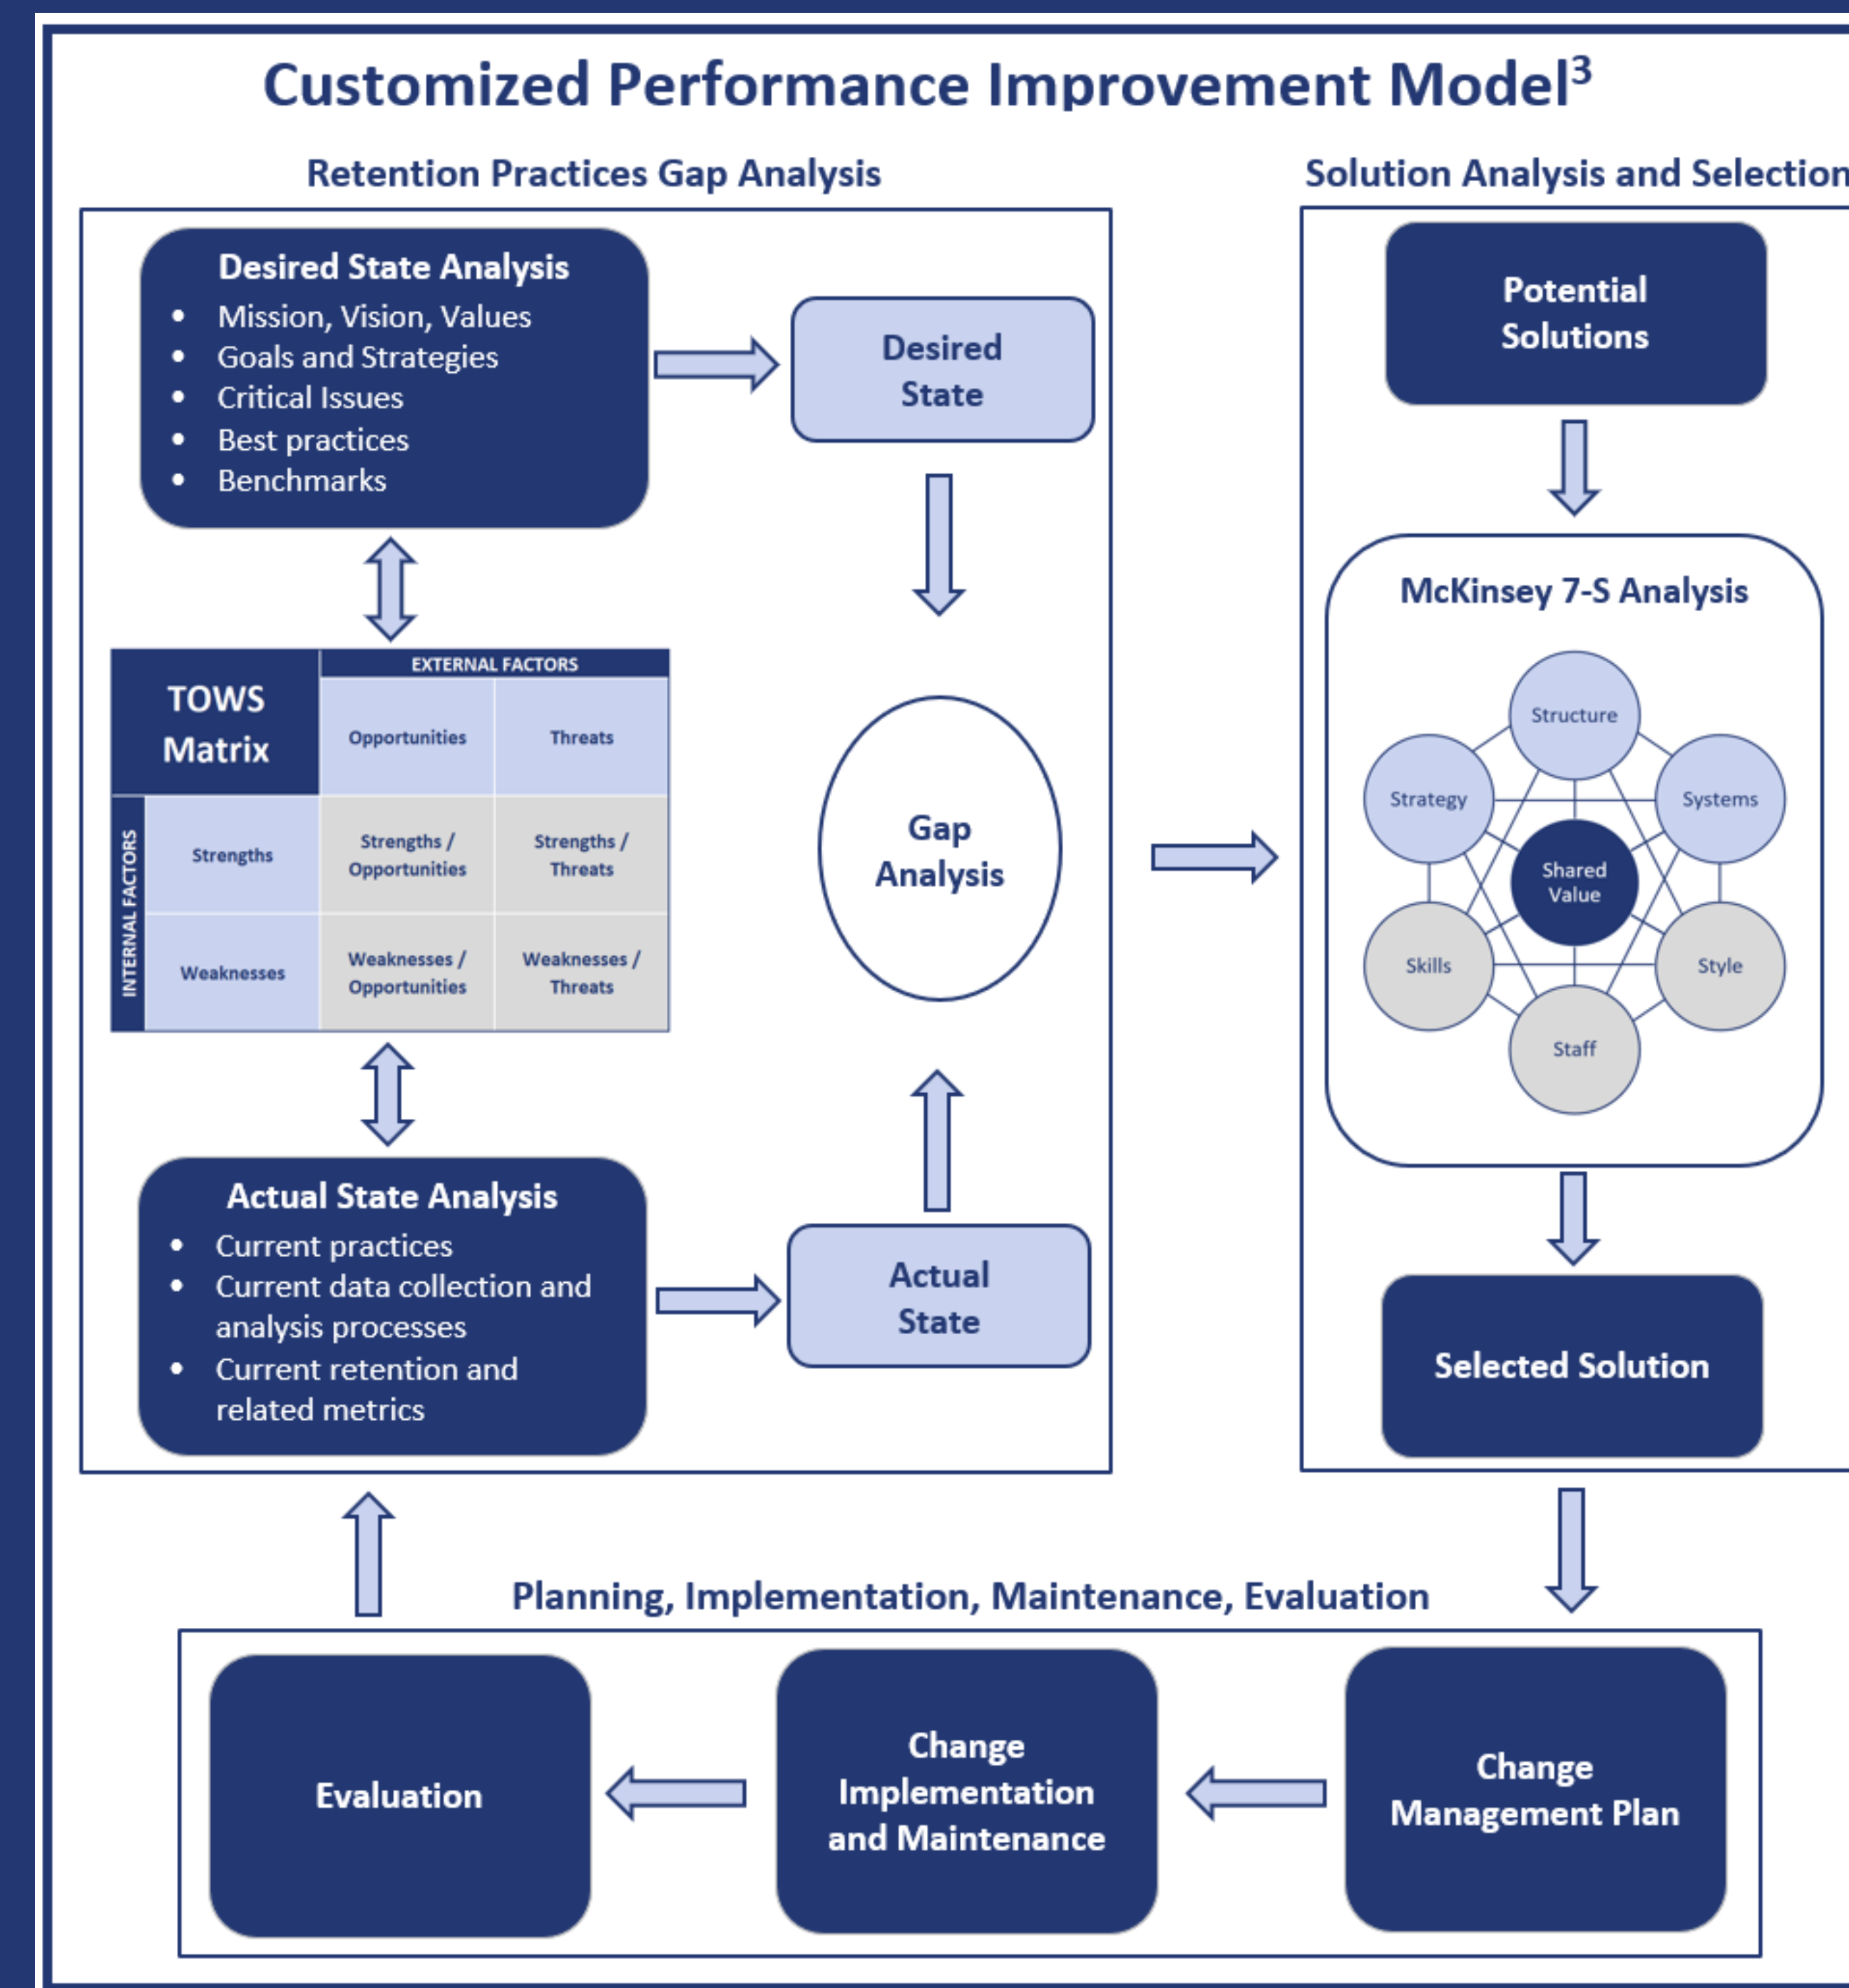 Customized Performance Improvement Model³
Retention Practices Gap Analysis
Desired State Analysis
• Mission, Vision, Values
• Goals and Strategies
• Critical Issues
• Best practices
• Benchmarks
Desired
State
TOWS
Matrix
EXTERNAL FACTORS
Opportunities
Threats
INTERNAL FACTORS
Strengths
Strengths /
Opportunities
Strengths /
Threats
Weaknesses
Weaknesses /
Opportunities
Weaknesses /
Threats
Gap
Analysis
Actual State Analysis
• Current practices
• Current data collection and
analysis processes
• Current retention and
related metrics
Actual
State
Solution Analysis and Selection
Potential
Solutions
McKinsey 7-S Analysis
Structure
Strategy
Systems
Shared
Value
Skills
Style
Staff
Selected Solution
Planning, Implementation, Maintenance, Evaluation
Evaluation
Change
Implementation
and Maintenance
Change
Management Plan